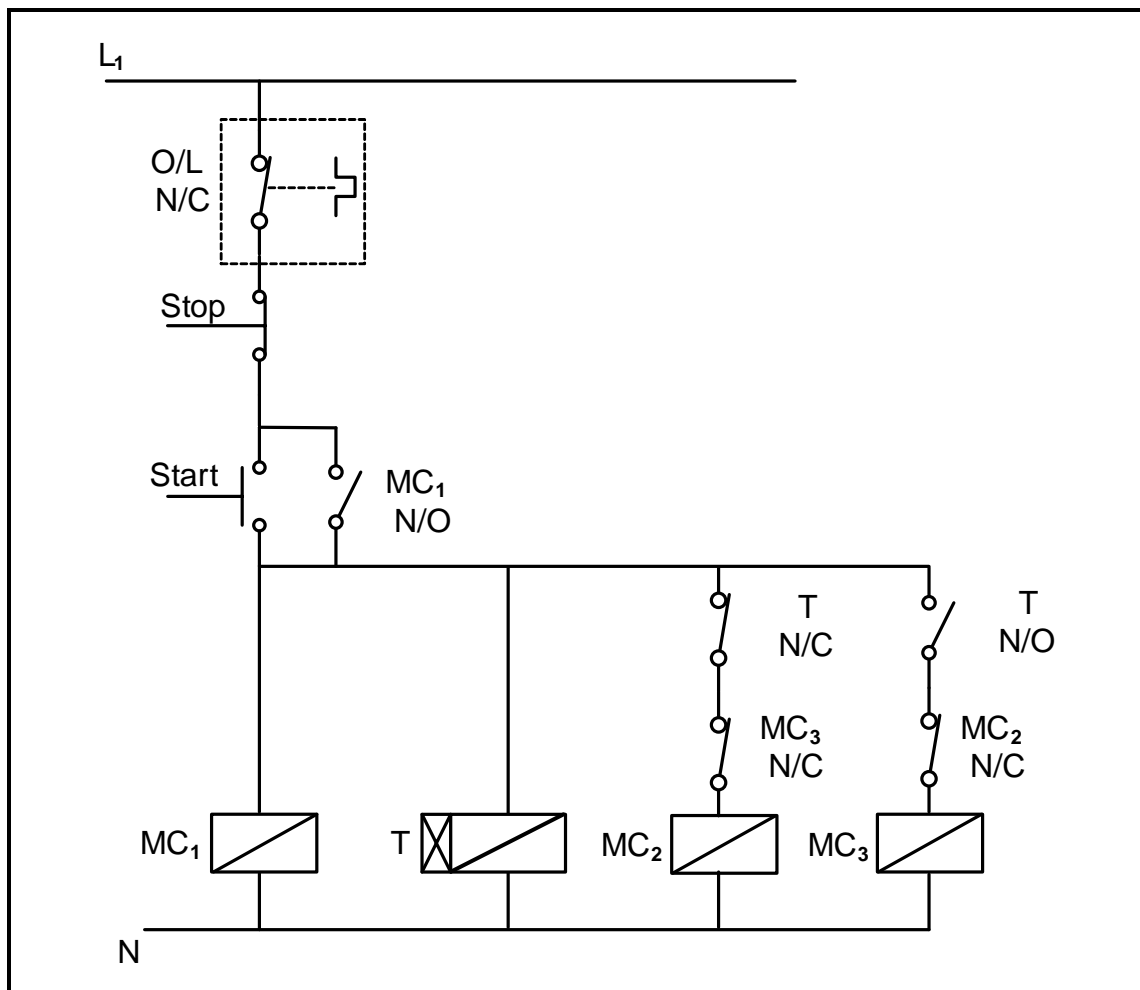 L₁
O/L
N/C
Stop
Start
MC₁
N/O
T
N/C
T
N/O
MC₃
N/C
MC₂
N/C
MC₁
T
MC₂
MC₃
N